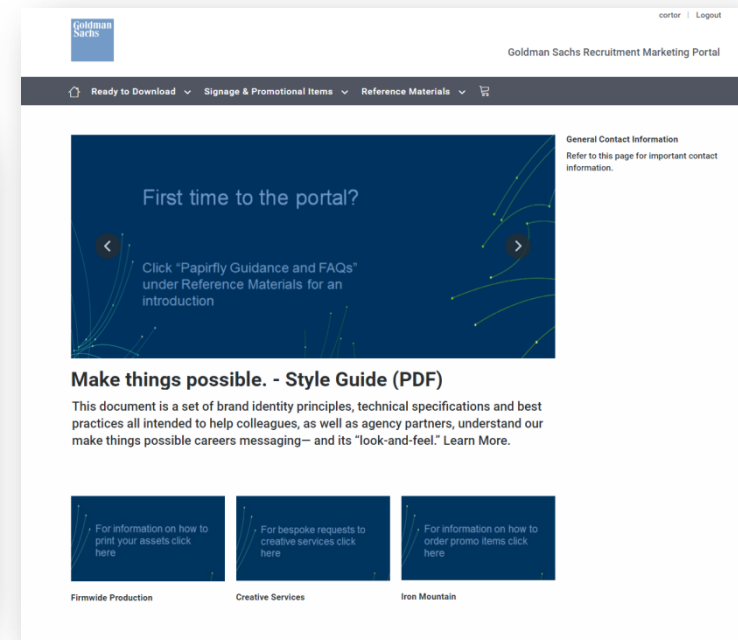 Goldman
Sachs
cortor | Logout
Goldman Sachs Recruitment Marketing Portal
Ready to Download Signage & Promotional Items Reference Materials
General Contact Information
Refer to this page for important contact
information.
First time to the portal?
Click “Papirfly Guidance and FAQs”
under Reference Materials for an
introduction
Make things possible. - Style Guide (PDF)
This document is a set of brand identity principles, technical specifications and best
practices all intended to help colleagues, as well as agency partners, understand our
make things possible careers messaging— and its “look-and-feel.” Learn More.
For information on how to
print your assets click
here
Firmwide Production
For bespoke requests to
creative services click
here
Creative Services
For information on how to
order promo items click
here
Iron Mountain